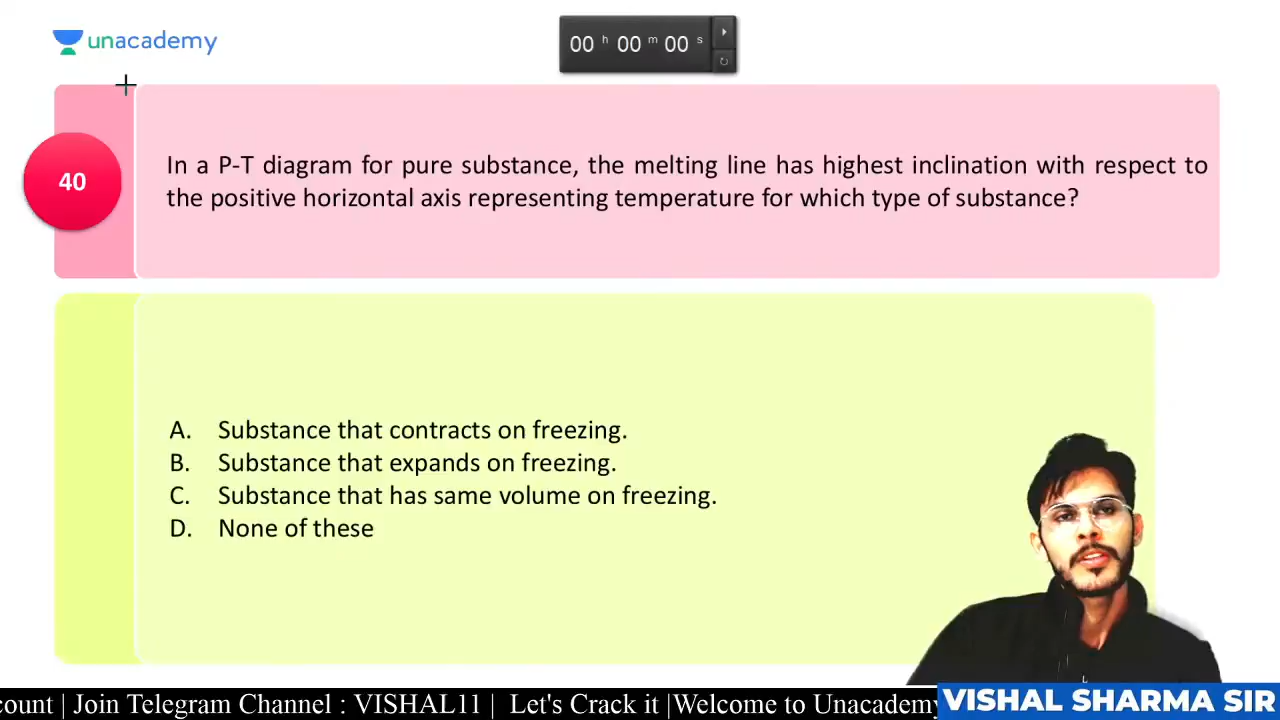 unacademy
00 h 00 m 00 s
40
In a P-T diagram for pure substance, the melting line has highest inclination with respect to
the positive horizontal axis representing temperature for which type of substance?
A. Substance that contracts on freezing.
B. Substance that expands on freezing.
C. Substance that has same volume on freezing.
D. None of these
count | Join Telegram Channel : VISHAL11 | Let's Crack it |Welcome to Unacademy
VISHAL SHARMA SIR